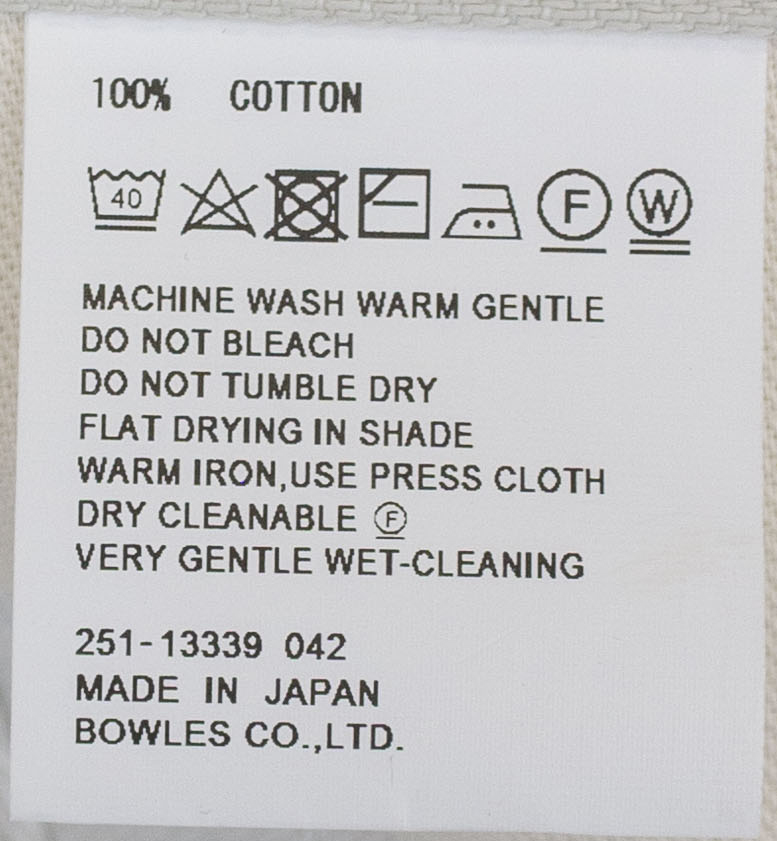 100% COTTON
40 F W
MACHINE WASH WARM GENTLE
DO NOT BLEACH
DO NOT TUMBLE DRY
FLAT DRYING IN SHADE
WARM IRON,USE PRESS CLOTH
DRY CLEANABLE Ⓕ
VERY GENTLE WET-CLEANING
251-13339 042
MADE IN JAPAN
BOWLES CO.,LTD.